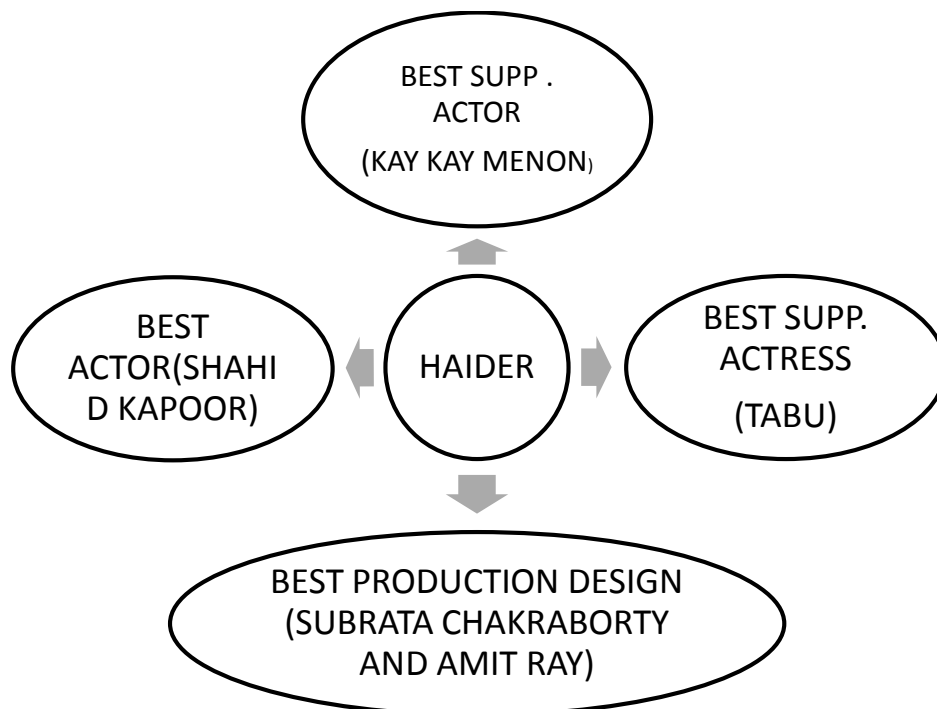 BEST SUPP .
ACTOR
(KAY KAY MENON)
BEST
ACTOR(SHAHI
D KAPOOR)
HAIDER
BEST SUPP.
ACTRESS
(TABU)
BEST PRODUCTION DESIGN
(SUBRATA CHAKRABORTY
AND AMIT RAY)